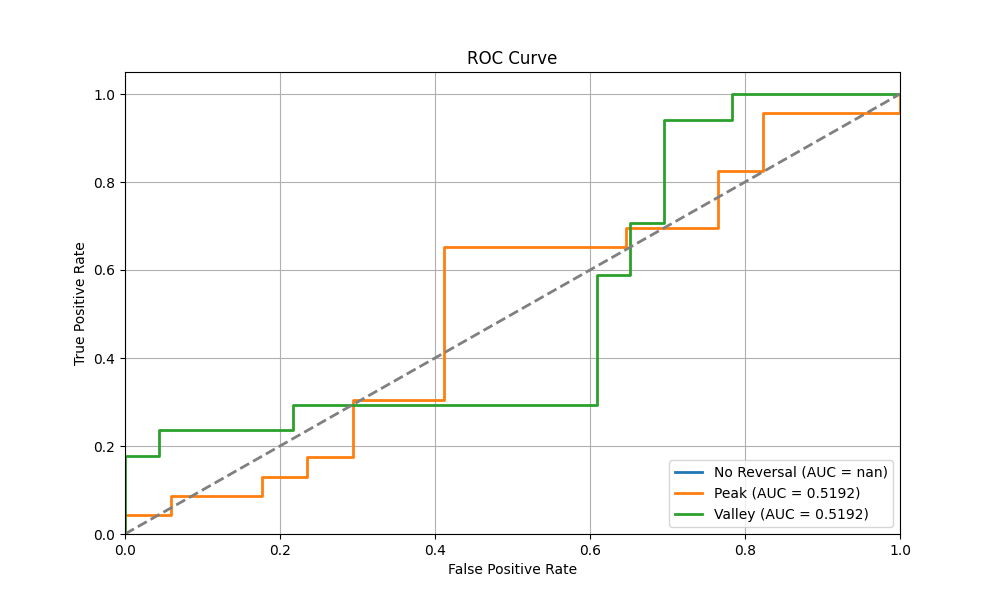 ROC Curve
True Positive Rate
1.0
0.8
0.6
0.4
0.2
0.0
0.0 0.2 0.4 0.6 0.8 1.0
False Positive Rate
No Reversal (AUC = nan)
Peak (AUC = 0.5192)
Valley (AUC = 0.5192)